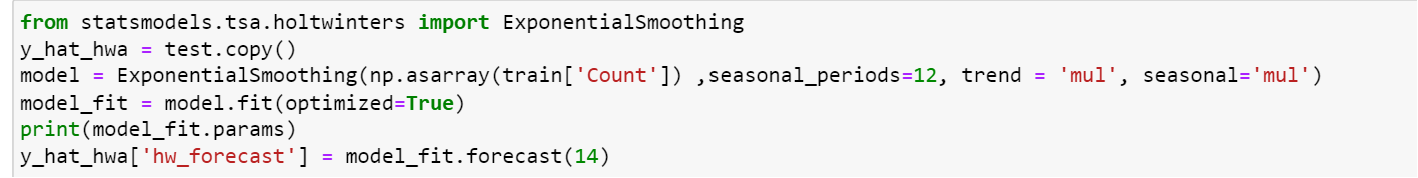 from statsmodels.tsa.holtwinters import ExponentialSmoothing
y_hat_hwa = test.copy()
model = ExponentialSmoothing(np.asarray(train['Count']) ,seasonal_periods=12, trend = 'mul', seasonal='mul')
model_fit = model.fit(optimized=True)
print(model_fit.params)
y_hat_hwa['hw_forecast'] = model_fit.forecast(14)